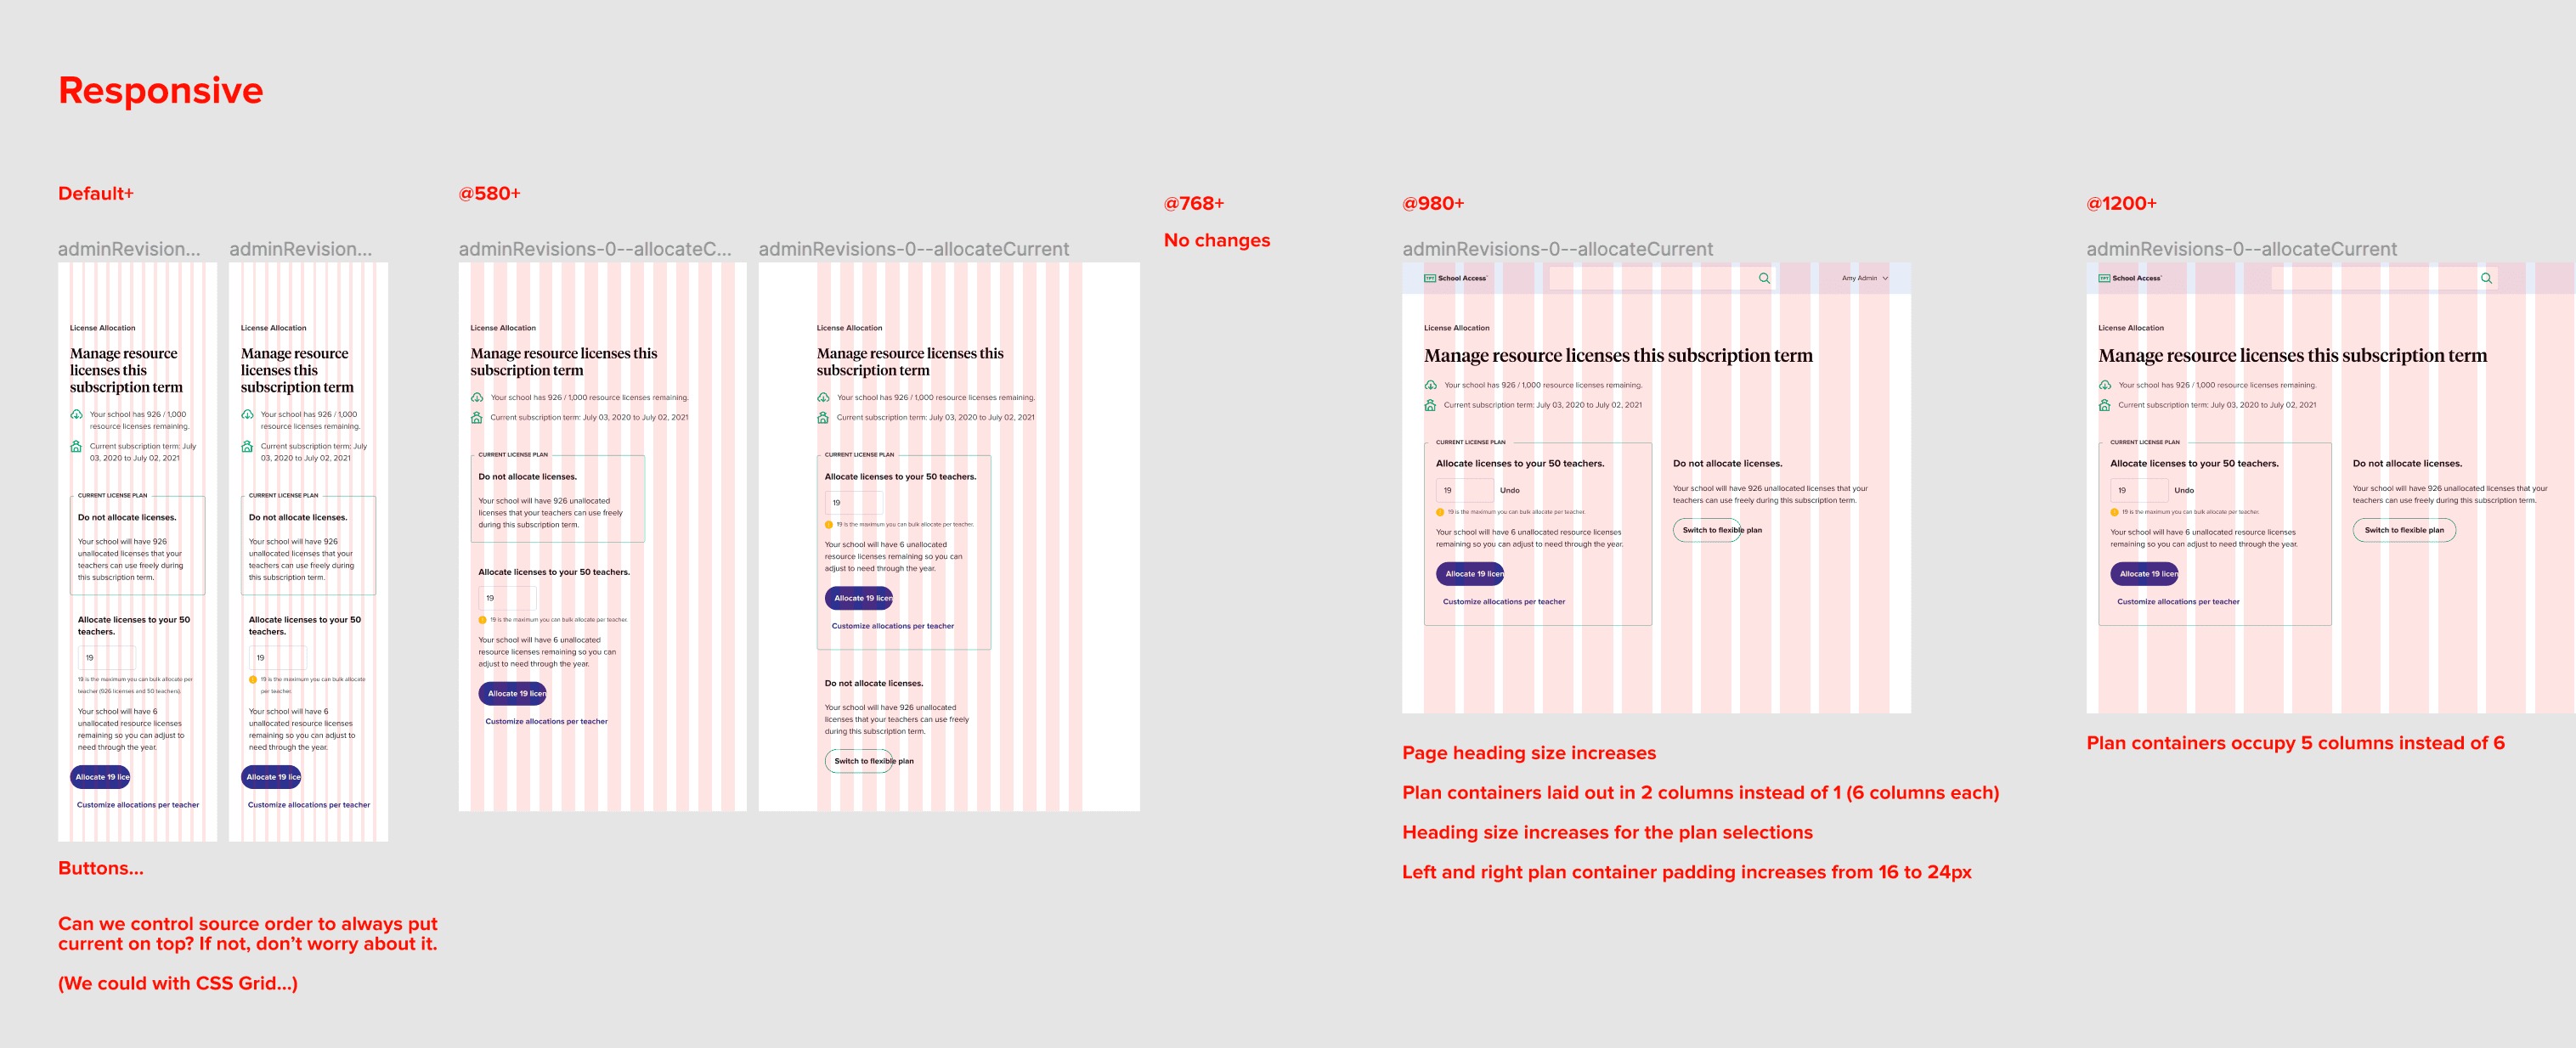 Responsive
Default+
adminRevision...
License Allocation
Manage resource
licenses this
subscription term
Your school has 926 / 1,000
resource licenses remaining.
Current subscription term: July
03, 2020 to July 02, 2021
CURRENT LICENSE PLAN
Do not allocate licenses.
Your school will have 926
unallocated licenses that your
teachers can use freely during
this subscription term.
Allocate licenses to your 50
teachers.
19
19 is the maximum you can bulk allocate per
teacher (926 licenses and 50 teachers).
Your school will have 6
unallocated resource licenses
remaining so you can adjust to
need through the year.
Allocate 19 lice
Customize allocations per teacher
adminRevision...
License Allocation
Manage resource
licenses this
subscription term
Your school has 926 / 1,000
resource licenses remaining.
Current subscription term: July
03, 2020 to July 02, 2021
CURRENT LICENSE PLAN
Do not allocate licenses.
Your school will have 926
unallocated licenses that your
teachers can use freely during
this subscription term.
Allocate licenses to your 50
teachers.
19
19 is the maximum you can bulk allocate
per teacher.
Your school will have 6
unallocated resource licenses
remaining so you can adjust to
need through the year.
Allocate 19 lice
Customize allocations per teacher
Buttons...
Can we control source order to always put
current on top? If not, don’t worry about it.
(We could with CSS Grid...)
@580+
adminRevisions-0--allocateC...
License Allocation
Manage resource licenses this
subscription term
Your school has 926 / 1,000 resource licenses remaining.
Current subscription term: July 03, 2020 to July 02, 2021
CURRENT LICENSE PLAN
Do not allocate licenses.
Your school will have 926 unallocated
licenses that your teachers can use freely
during this subscription term.
Allocate licenses to your 50 teachers.
19
19 is the maximum you can bulk allocate per teacher.
Your school will have 6 unallocated
resource licenses remaining so you can
adjust to need through the year.
Allocate 19 licen
Customize allocations per teacher
adminRevisions-0--allocateCurrent
License Allocation
Manage resource licenses this
subscription term
Your school has 926 / 1,000 resource licenses remaining.
Current subscription term: July 03, 2020 to July 02, 2021
CURRENT LICENSE PLAN
Allocate licenses to your 50 teachers.
19
19 is the maximum you can bulk allocate per teacher.
Your school will have 6 unallocated
resource licenses remaining so you can
adjust to need through the year.
Allocate 19 licen
Customize allocations per teacher
Do not allocate licenses.
Your school will have 926 unallocated
licenses that your teachers can use freely
during this subscription term.
Switch to flexible plan
@768+
No changes
@980+
adminRevisions-0--allocateCurrent
School Access
Amy Admin
License Allocation
Manage resource licenses this subscription term
Your school has 926 / 1,000 resource licenses remaining.
Current subscription term: July 03, 2020 to July 02, 2021
CURRENT LICENSE PLAN
Allocate licenses to your 50 teachers.
19 Undo
19 is the maximum you can bulk allocate per teacher.
Your school will have 6 unallocated resource licenses
remaining so you can adjust to need through the year.
Allocate 19 licen
Customize allocations per teacher
Do not allocate licenses.
Your school will have 926 unallocated licenses that your
teachers can use freely during this subscription term.
Switch to flexible plan
Page heading size increases
Plan containers laid out in 2 columns instead of 1 (6 columns each)
Heading size increases for the plan selections
Left and right plan container padding increases from 16 to 24px
@1200+
adminRevisions-0--allocateCurrent
School Access
License Allocation
Manage resource licenses this subscription term
Your school has 926 / 1,000 resource licenses remaining.
Current subscription term: July 03, 2020 to July 02, 2021
CURRENT LICENSE PLAN
Allocate licenses to your 50 teachers.
19 Undo
19 is the maximum you can bulk allocate per teacher.
Your school will have 6 unallocated resource licenses
remaining so you can adjust to need through the year.
Allocate 19 licen
Customize allocations per teacher
Do not allocate licenses.
Your school will have 926 unallocated licenses that your
teachers can use freely during this subscription term.
Switch to flexible plan
Plan containers occupy 5 columns instead of 6